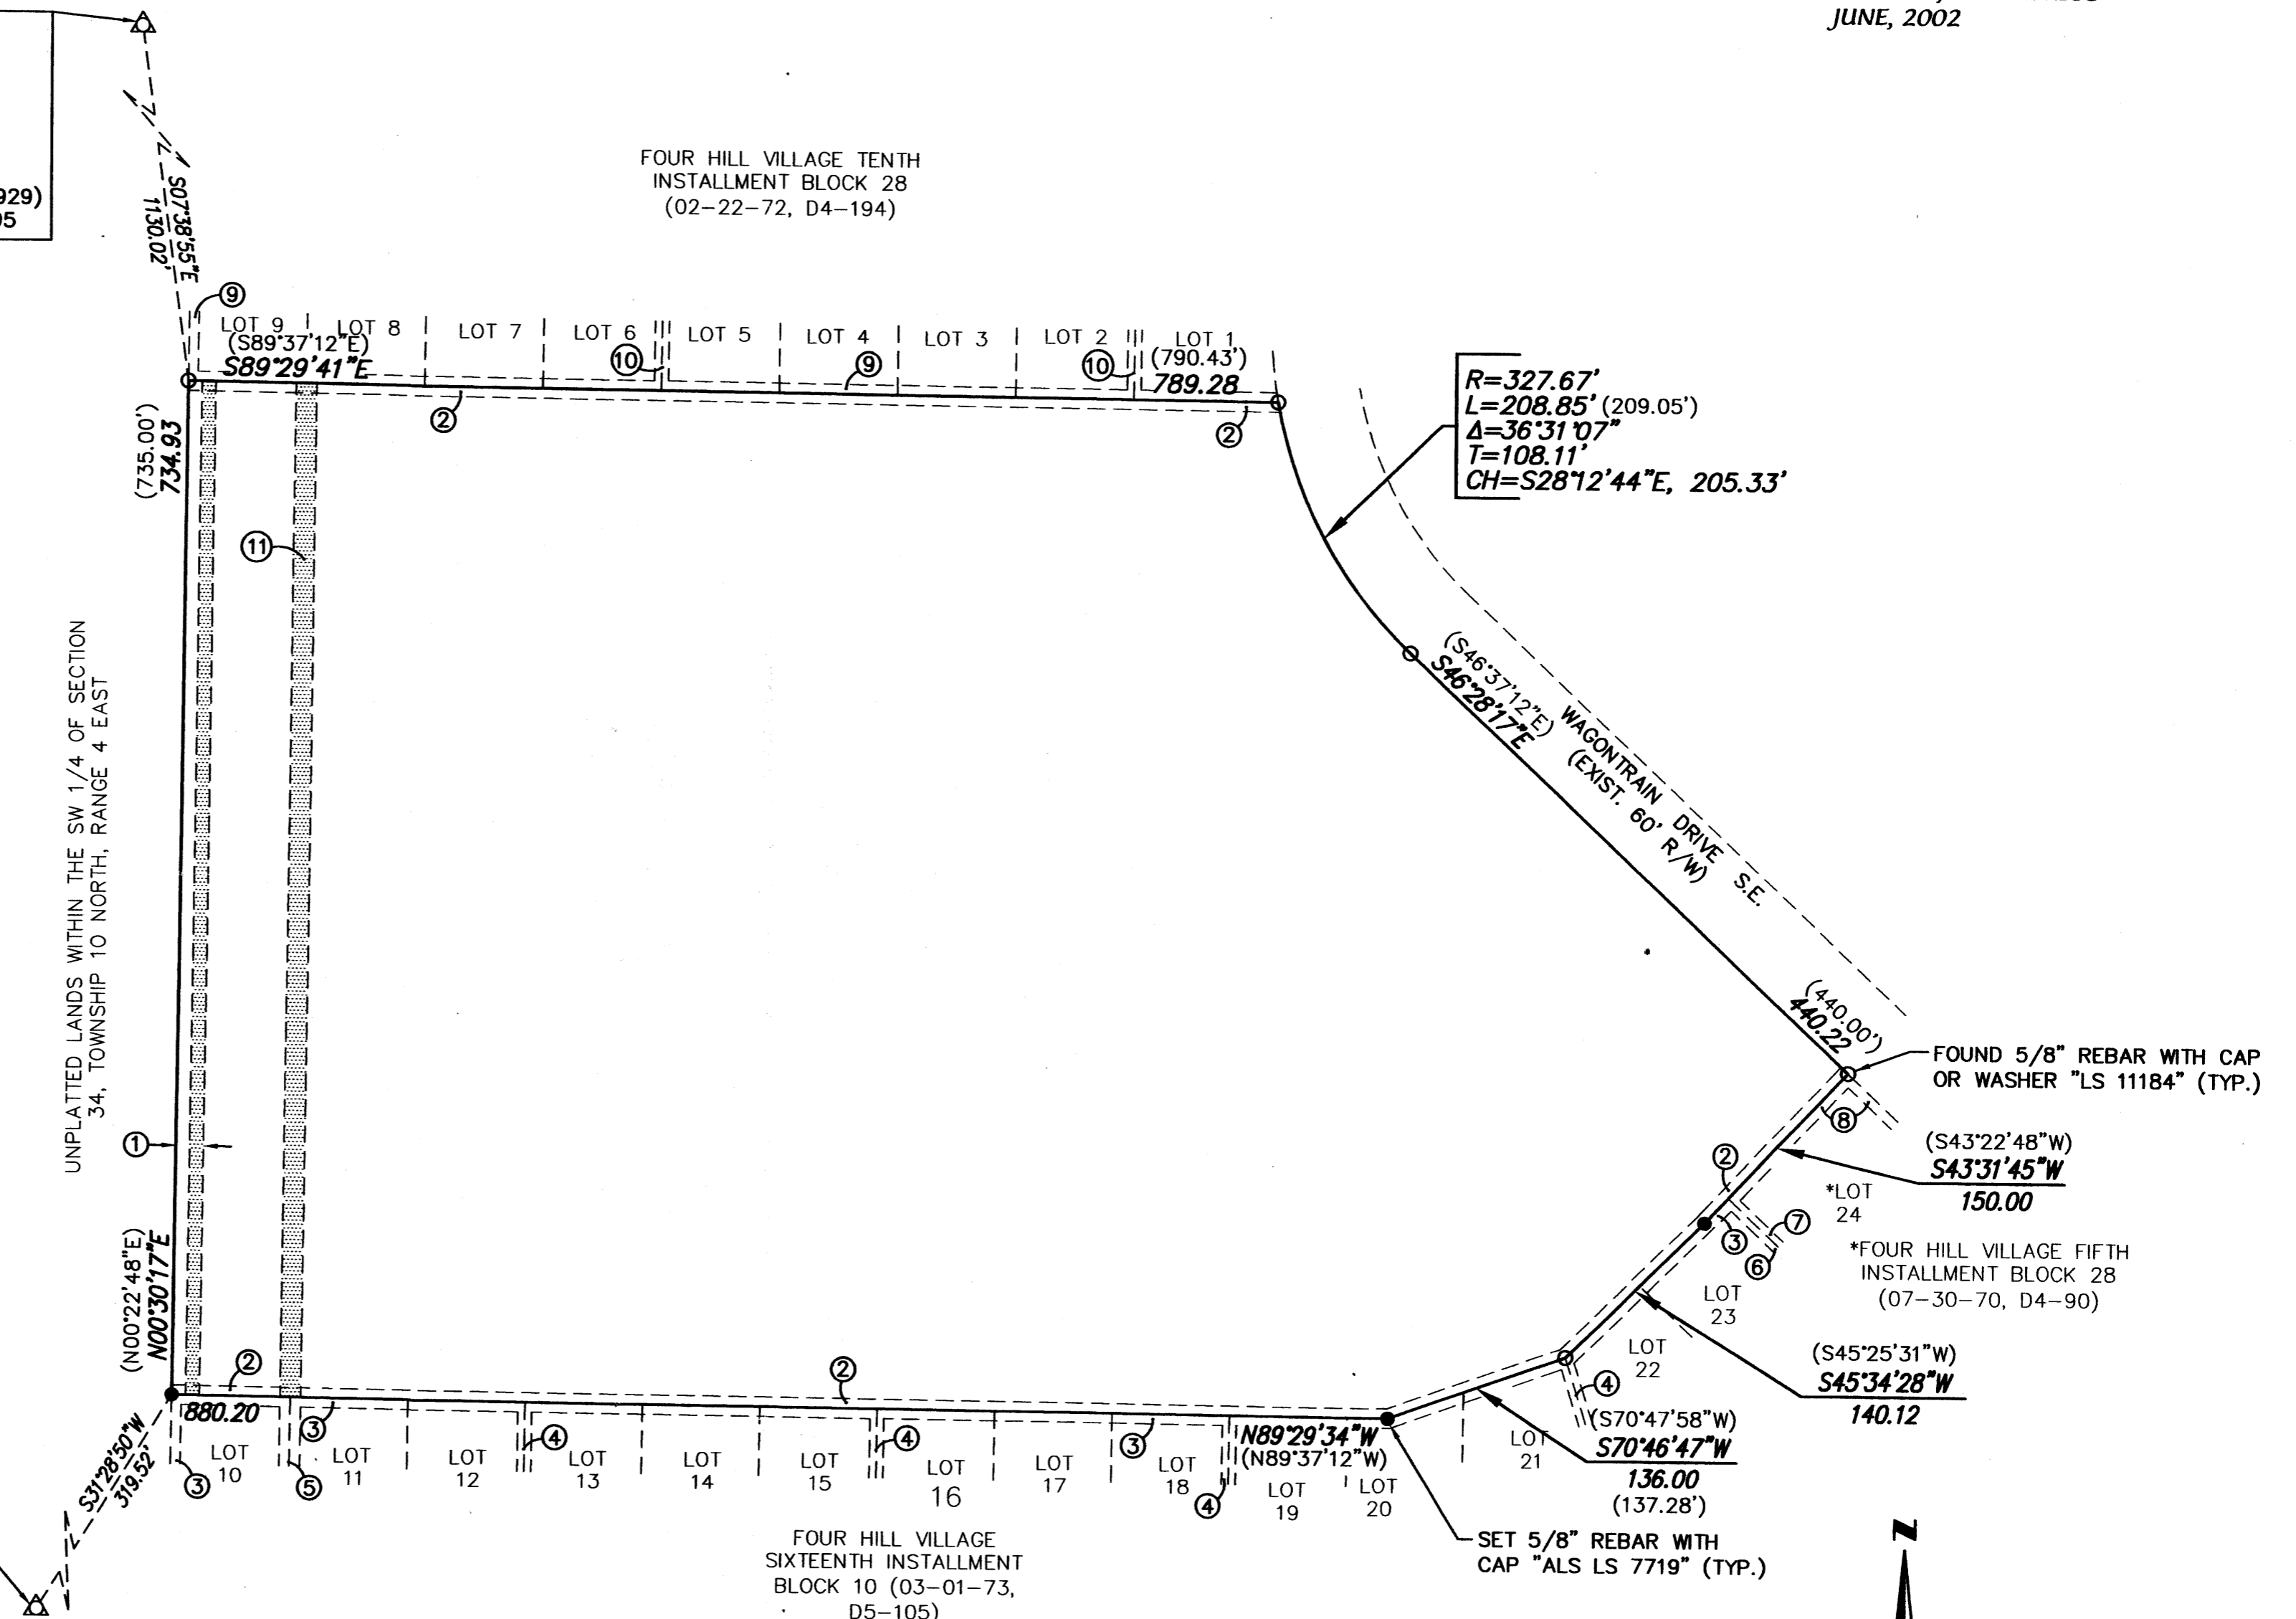 JUNE, 2002
929)
95
S07°38'55"E
1130.02'
FOUR HILL VILLAGE TENTH
INSTALLMENT BLOCK 28
(02-22-72, D4-194)
⑨
LOT 9
LOT 8
LOT 7
LOT 6
LOT 5
LOT 4
LOT 3
LOT 2
LOT 1
(S89°37'12"E)
S89°29'41"E
⑩
⑨
⑩
(790.43')
789.28
②
②
R=327.67'
L=208.85' (209.05')
Δ=36°31'07"
T=108.11'
CH=S28°12'44"E, 205.33'
(735.00')
734.93
⑪
UNPLATTED LANDS WITHIN THE SW 1/4 OF SECTION
34, TOWNSHIP 10 NORTH, RANGE 4 EAST
①
(N00°22'48"E)
N00°30'17"E
(S46°37'12"E)
S46°28'17"E
WAGONTRAIN DRIVE S.E.
(EXIST. 60' R/W)
(440.00')
440.22
FOUND 5/8" REBAR WITH CAP
OR WASHER "LS 11184" (TYP.)
⑧
(S43°22'48"W)
S43°31'45"W
150.00
②
*LOT
24
⑦
③
⑥
*FOUR HILL VILLAGE FIFTH
INSTALLMENT BLOCK 28
(07-30-70, D4-90)
LOT
23
LOT
22
(S45°25'31"W)
S45°34'28"W
140.12
④
(S70°47'58"W)
S70°46'47"W
136.00
(137.28')
LOT
21
②
②
880.20
③
④
④
③
N89°29'34"W
(N89°37'12"W)
S31°28'50"W
319.52'
③
LOT
10
⑤
LOT
11
LOT
12
LOT
13
LOT
14
LOT
15
LOT
16
LOT
17
LOT
18
④
LOT
19
LOT
20
SET 5/8" REBAR WITH
CAP "ALS LS 7719" (TYP.)
FOUR HILL VILLAGE
SIXTEENTH INSTALLMENT
BLOCK 10 (03-01-73,
D5-105)
N